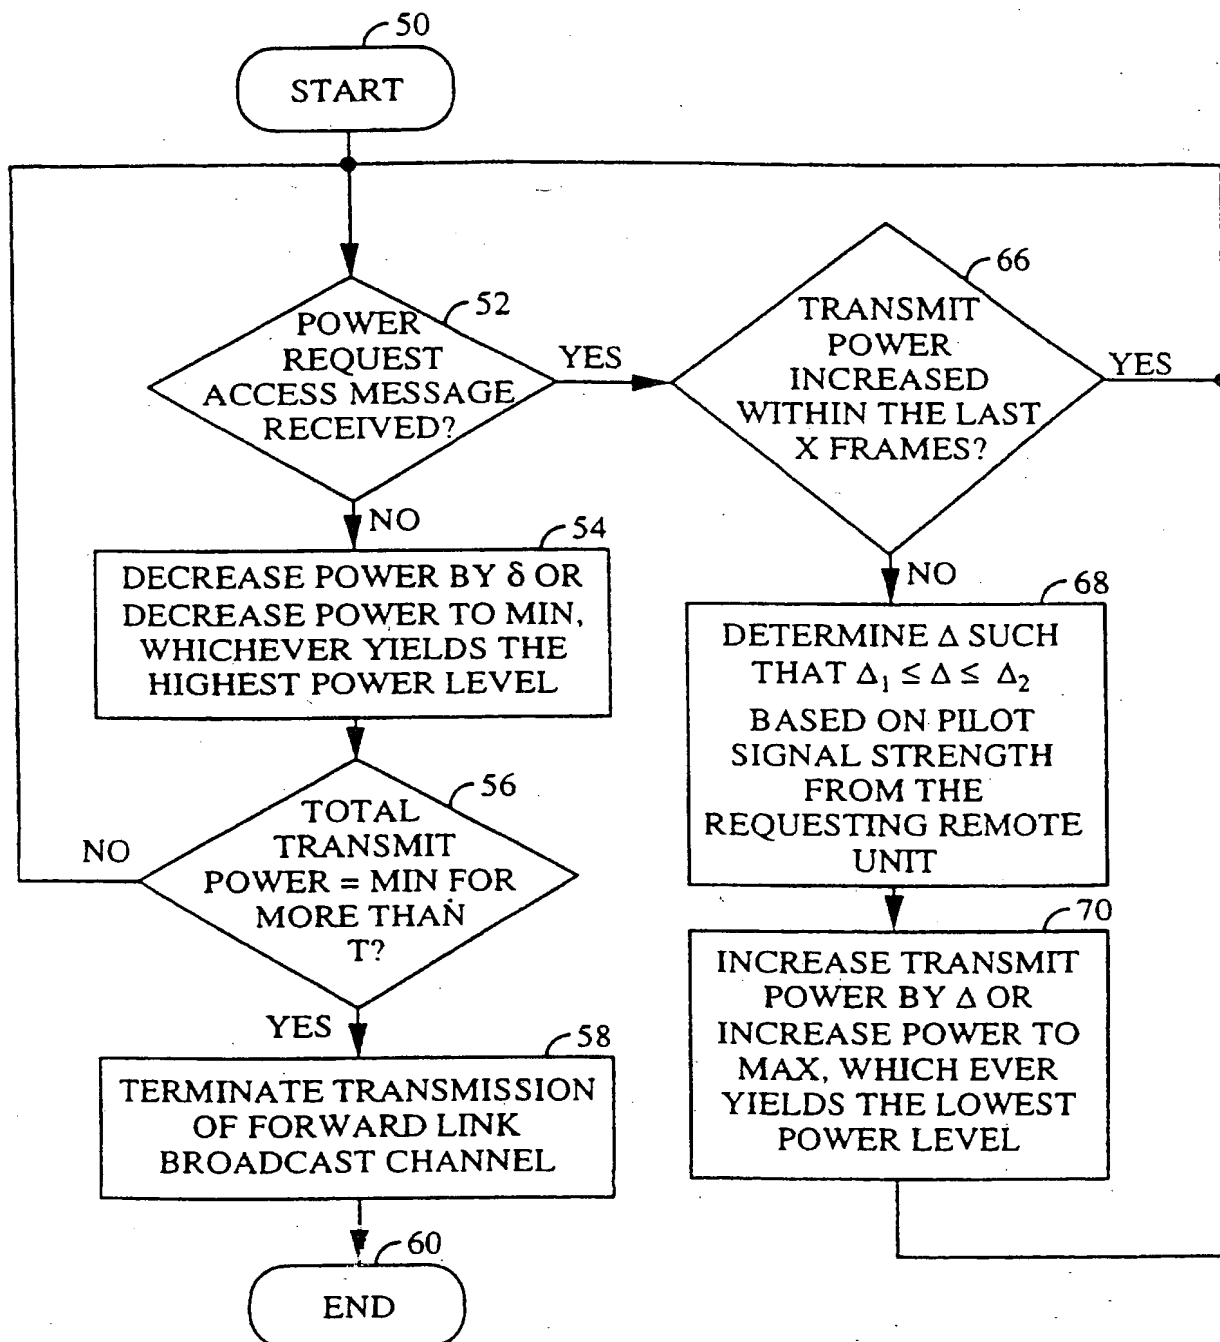 50
START
52
POWER
REQUEST
ACCESS MESSAGE
RECEIVED?
YES
NO
54
DECREASE POWER BY δ OR
DECREASE POWER TO MIN,
WHICHEVER YIELDS THE
HIGHEST POWER LEVEL
56
TOTAL
TRANSMIT
POWER = MIN FOR
MORE THAN
T?
NO
YES
58
TERMINATE TRANSMISSION
OF FORWARD LINK
BROADCAST CHANNEL
60
END
66
TRANSMIT
POWER
INCREASED
WITHIN THE LAST
X FRAMES?
YES
NO
68
DETERMINE Δ SUCH
THAT Δ₁ ≤ Δ ≤ Δ₂
BASED ON PILOT
SIGNAL STRENGTH
FROM THE
REQUESTING REMOTE
UNIT
70
INCREASE TRANSMIT
POWER BY Δ OR
INCREASE POWER TO
MAX, WHICH EVER
YIELDS THE LOWEST
POWER LEVEL